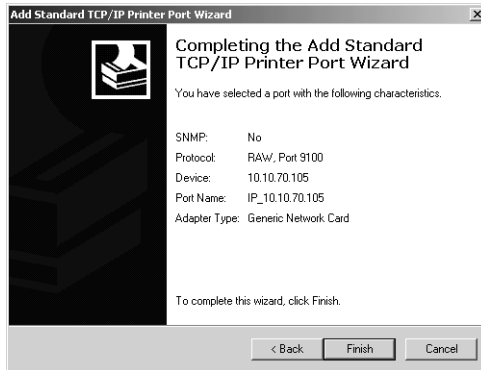 Add Standard TCP/IP Printer Port Wizard
Completing the Add Standard
TCP/IP Printer Port Wizard
You have selected a port with the following characteristics.
SNMP: No
Protocol: RAW, Port 9100
Device: 10.10.70.105
Port Name: IP_10.10.70.105
Adapter Type: Generic Network Card
To complete this wizard, click Finish.
< Back Finish Cancel